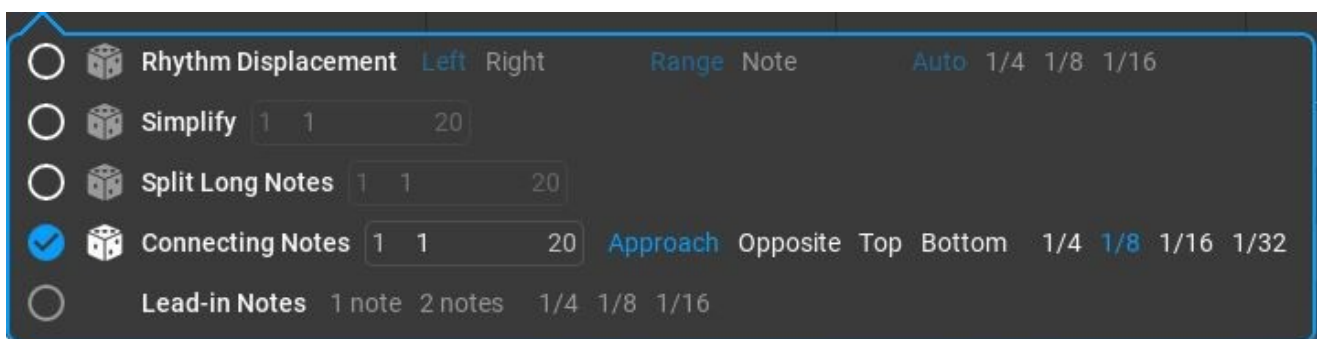 Rhythm Displacement Left Right Range Note Auto 1/4 1/8 1/16
Simplify 1 1 20
Split Long Notes 1 1 20
Connecting Notes 1 1 20 Approach Opposite Top Bottom 1/4 1/8 1/16 1/32
Lead-in Notes 1 note 2 notes 1/4 1/8 1/16